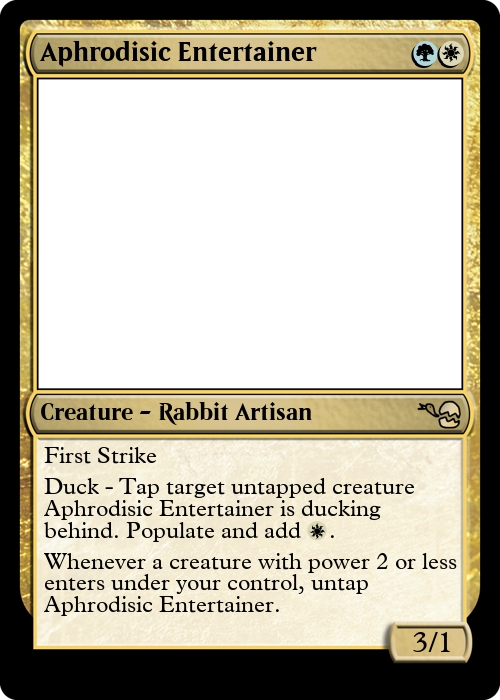 Aphrodisic Entertainer
Creature - Rabbit Artisan
First Strike
Duck - Tap target untapped creature
Aphrodisic Entertainer is ducking
behind. Populate and add .
Whenever a creature with power 2 or less
enters under your control, untap
Aphrodisic Entertainer.
3/1